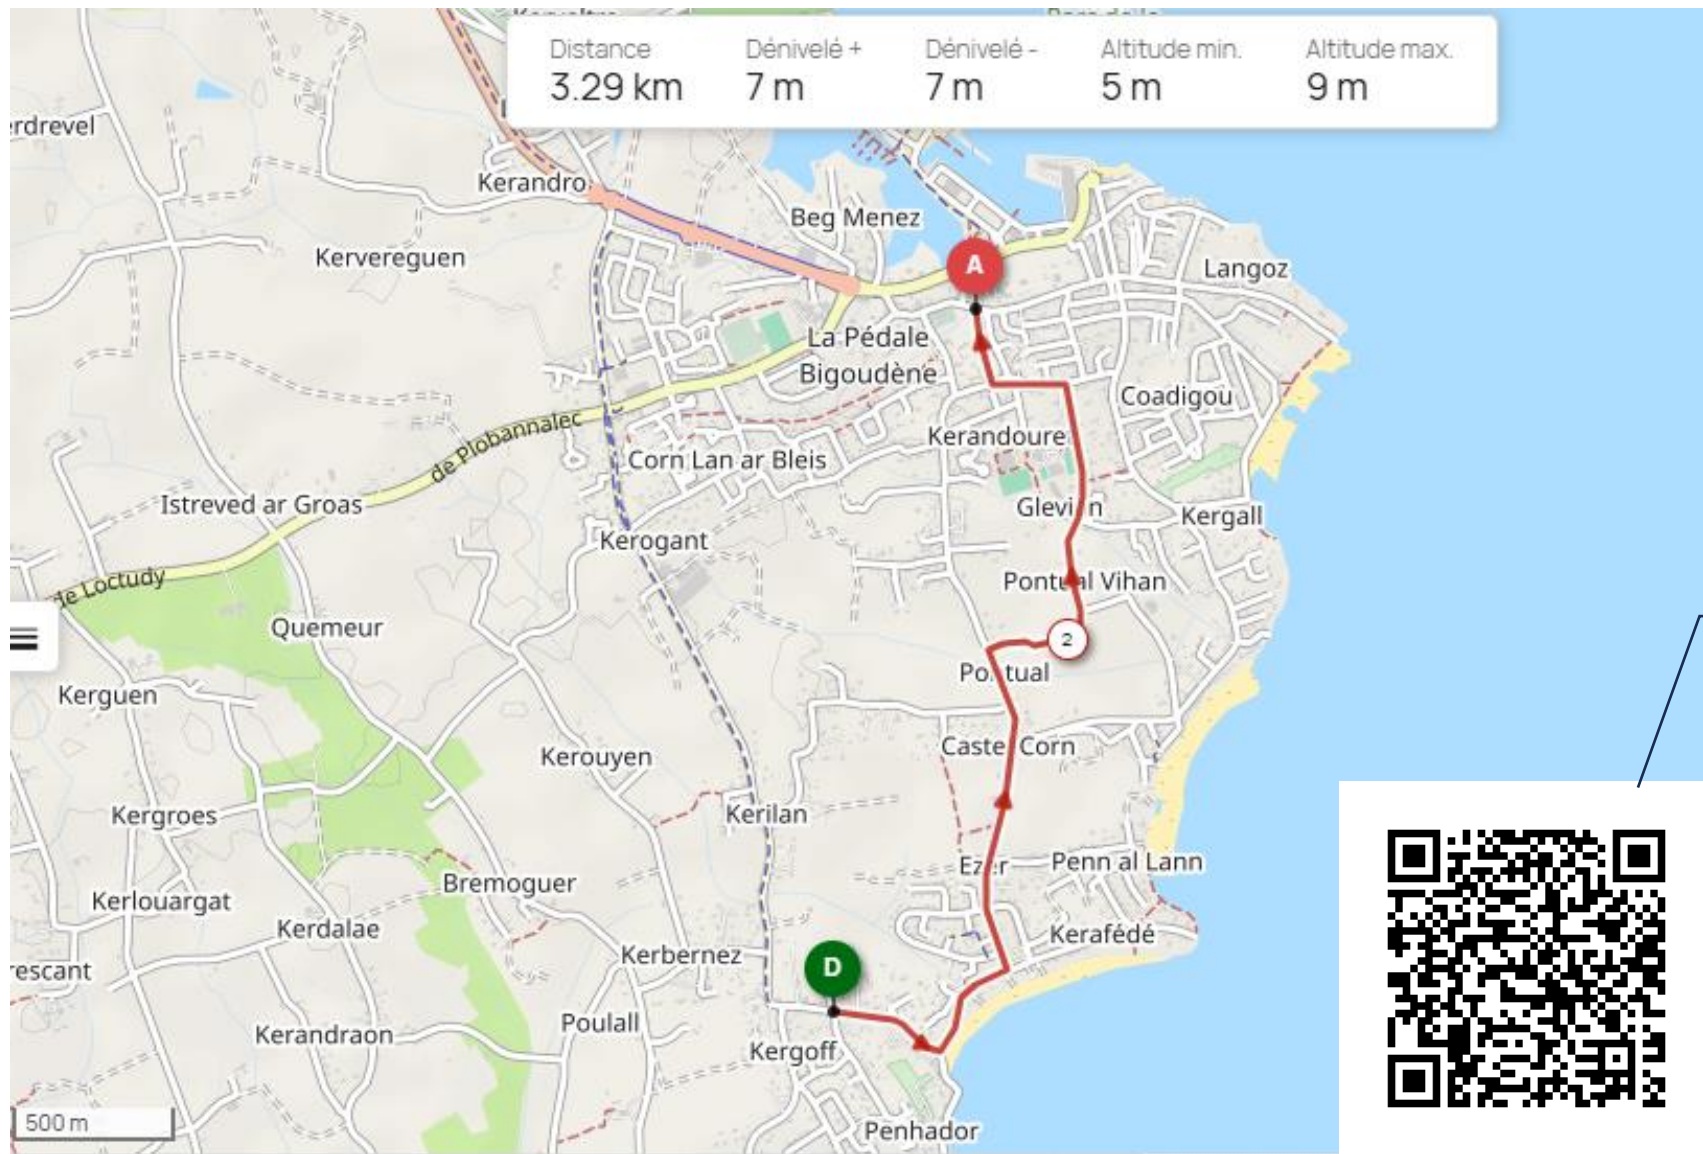 Distance
3.29 km
Dénivelé +
7 m
Dénivelé -
7 m
Altitude min.
5 m
Altitude max.
9 m
Kerandro
Beg Menez
Kervereguen
A
Langoz
La Pédale
Bigoudène
Coadigou
Kerandoure
de Plobannalec
Corn Lan ar Bleis
Istreved ar Groas
Kergall
Kerogant
de Loctudy
Quemeur
2
Kerguen
Kerouyen
Kergroes
Kerilan
Penn al Lann
Bremoguer
Kerlouargat
Kerdalae
Kerafédé
Kerbernez
D
Poulall
Kerandraon
Kergoff
500 m
Penhador